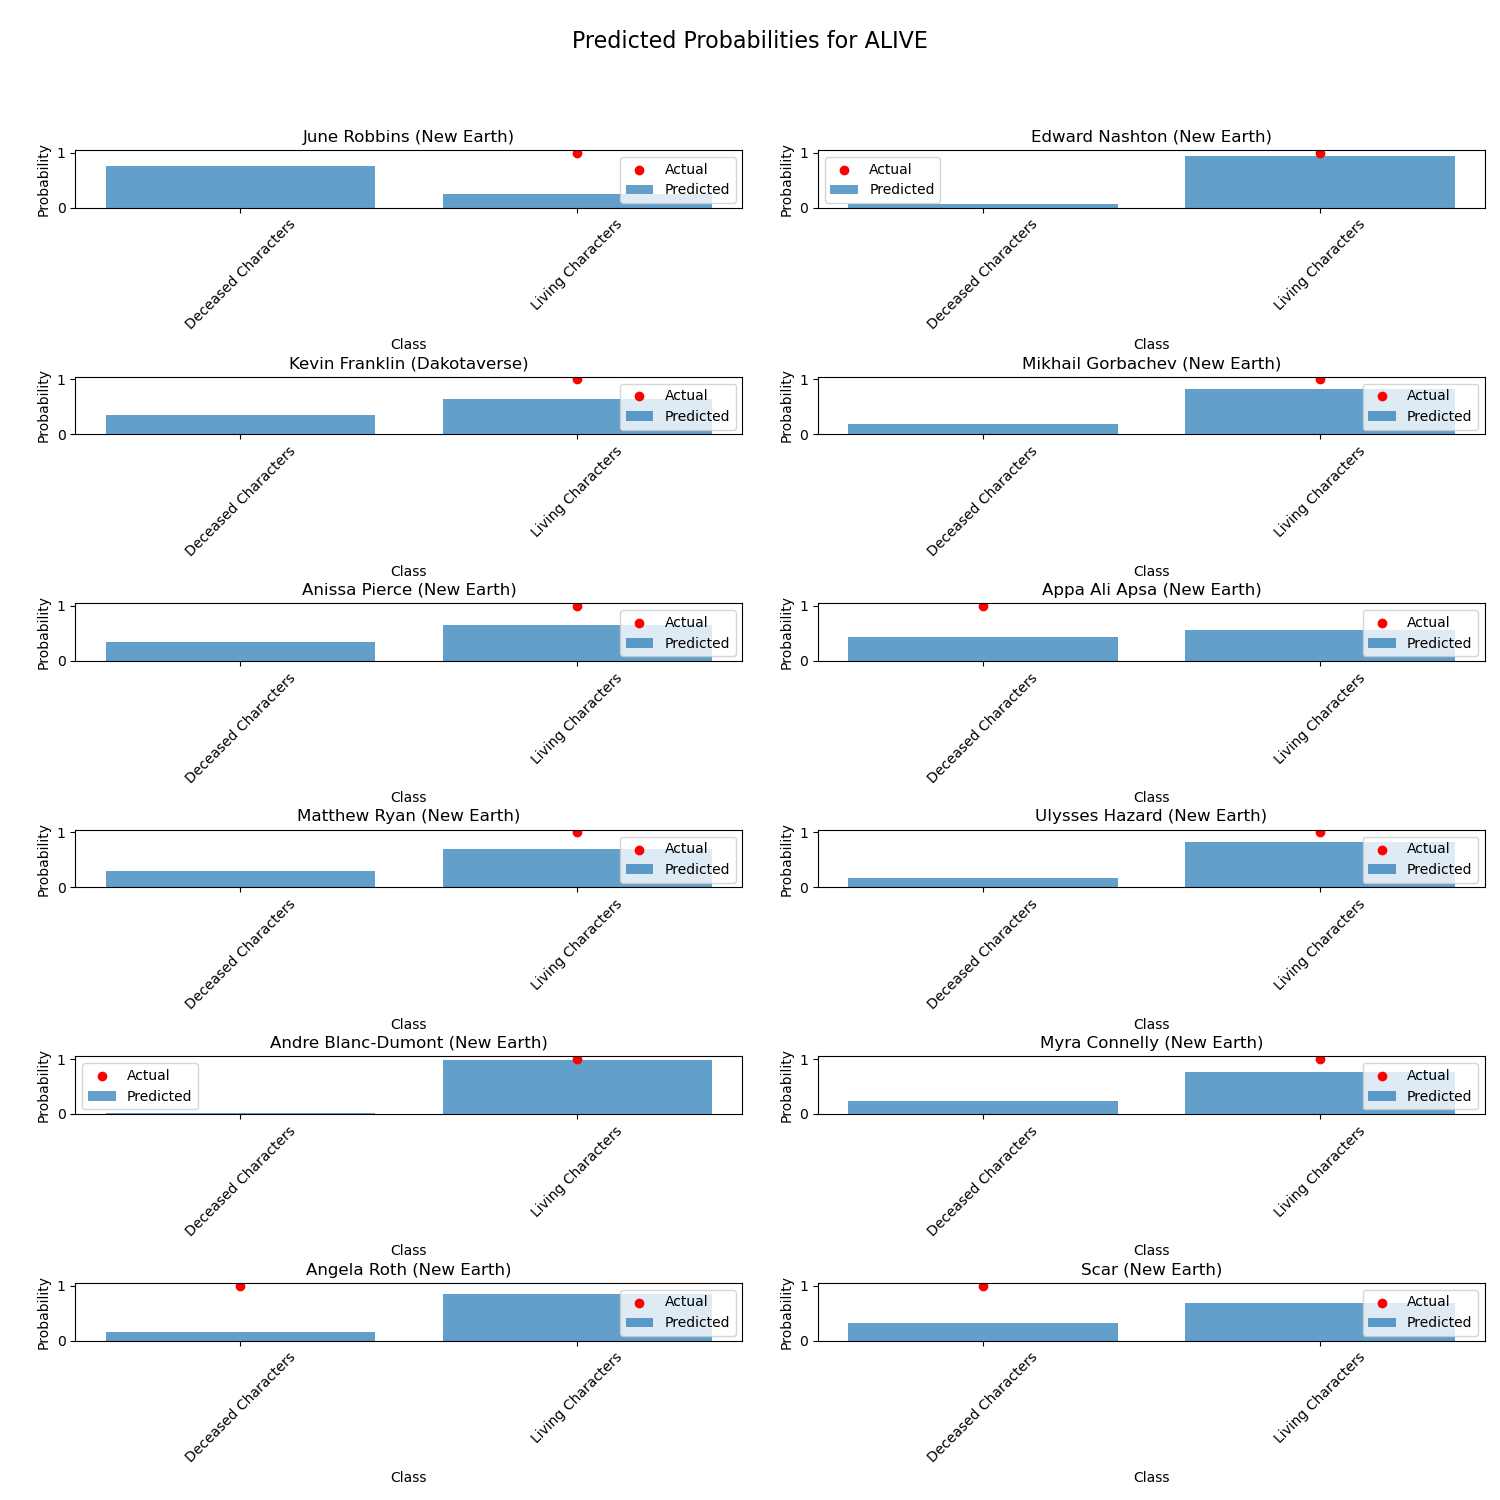 Predicted Probabilities for ALIVE
June Robbins (New Earth)
Probability
1
0
Actual
Predicted
Deceased Characters
Living Characters
Class
Edward Nashton (New Earth)
Probability
1
0
Actual
Predicted
Deceased Characters
Living Characters
Class
Kevin Franklin (Dakotaverse)
Probability
1
0
Actual
Predicted
Deceased Characters
Living Characters
Class
Mikhail Gorbachev (New Earth)
Probability
1
0
Actual
Predicted
Deceased Characters
Living Characters
Class
Anissa Pierce (New Earth)
Probability
1
0
Actual
Predicted
Deceased Characters
Living Characters
Class
Appa Ali Apsa (New Earth)
Probability
1
0
Actual
Predicted
Deceased Characters
Living Characters
Class
Matthew Ryan (New Earth)
Probability
1
0
Actual
Predicted
Deceased Characters
Living Characters
Class
Ulysses Hazard (New Earth)
Probability
1
0
Actual
Predicted
Deceased Characters
Living Characters
Class
Andre Blanc-Dumont (New Earth)
Probability
1
0
Actual
Predicted
Deceased Characters
Living Characters
Class
Myra Connelly (New Earth)
Probability
1
0
Actual
Predicted
Deceased Characters
Living Characters
Class
Angela Roth (New Earth)
Probability
1
0
Actual
Predicted
Deceased Characters
Living Characters
Class
Scar (New Earth)
Probability
1
0
Actual
Predicted
Deceased Characters
Living Characters
Class